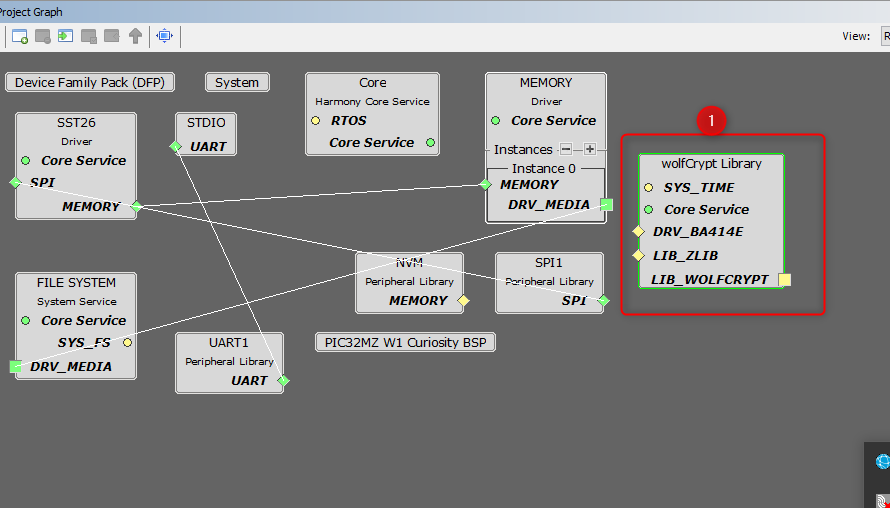 Project Graph
View:
R
Device Family Pack (DFP)
System
Core
Harmony Core Service
RTOS
Core Service
MEMORY
Driver
Core Service
Instances
Instance 0
MEMORY
DRV_MEDIA
1
SST26
Driver
Core Service
SPI
MEMORY
STDIO
UART
wolfCrypt Library
SYS_TIME
Core Service
DRV_BA414E
LIB_ZLIB
LIB_WOLFCRYPT
NVM
Peripheral Library
MEMORY
SPI1
Peripheral Library
SPI
FILE SYSTEM
System Service
Core Service
SYS_FS
DRV_MEDIA
UART1
Peripheral Library
UART
PIC32MZ W1 Curiosity BSP